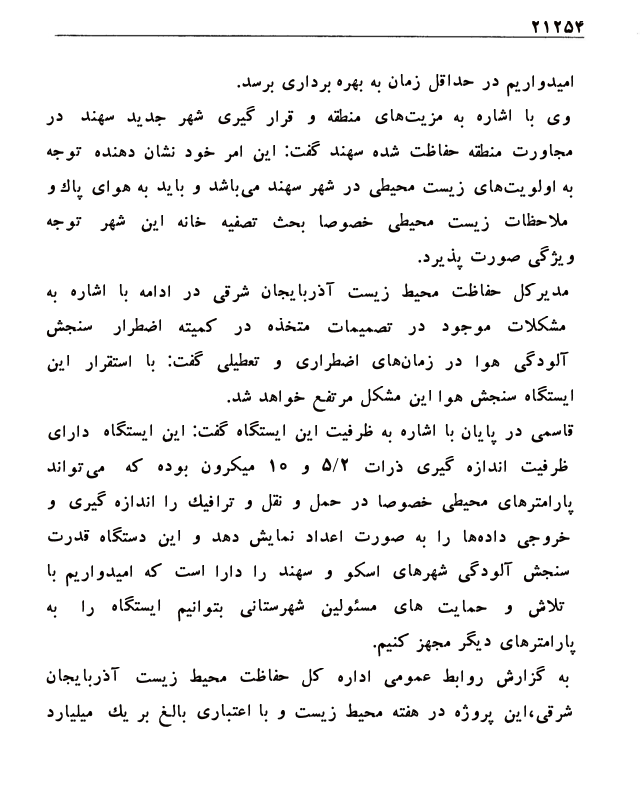 ۲۱۲۵۴
امیدواریم در حداقل زمان به بهره برداری برسد.
وی با اشاره به مزیت‌های منطقه و قرار گیری شهر جدید سهند در
مجاورت منطقه حفاظت شده سهند گفت: این امر خود نشان دهنده توجه
به اولویت‌های زیست محیطی در شهر سهند می‌باشد و باید به هوای پاك و
ملاحظات زیست محیطی خصوصا بحث تصفیه خانه این شهر توجه
ویژگی صورت پذیرد.
مدیرکل حفاظت محیط زیست آذربایجان شرقی در ادامه با اشاره به
مشکلات موجود در تصمیمات متخذه در کمیته اضطرار سنجش
آلودگی هوا در زمان‌های اضطراری و تعطیلی گفت: با استقرار این
ایستگاه سنجش هوا این مشکل مرتفع خواهد شد.
قاسمی در پایان با اشاره به ظرفیت این ایستگاه گفت: این ایستگاه دارای
ظرفیت اندازه گیری ذرات ۵/۲ و ۱۰ میکرون بوده که می‌تواند
پارامترهای محیطی خصوصا در حمل و نقل و ترافیك را اندازه گیری و
خروجی داده‌ها را به صورت اعداد نمایش دهد و این دستگاه قدرت
سنجش آلودگی شهرهای اسکو و سهند را دارا است که امیدواریم با
تلاش و حمایت های مسئولین شهرستانی بتوانیم ایستگاه را به
پارامترهای دیگر مجهز کنیم.
به گزارش روابط عمومی اداره کل حفاظت محیط زیست آذربایجان
شرقی،این پروژه در هفته محیط زیست و با اعتباری بالغ بر یك میلیارد